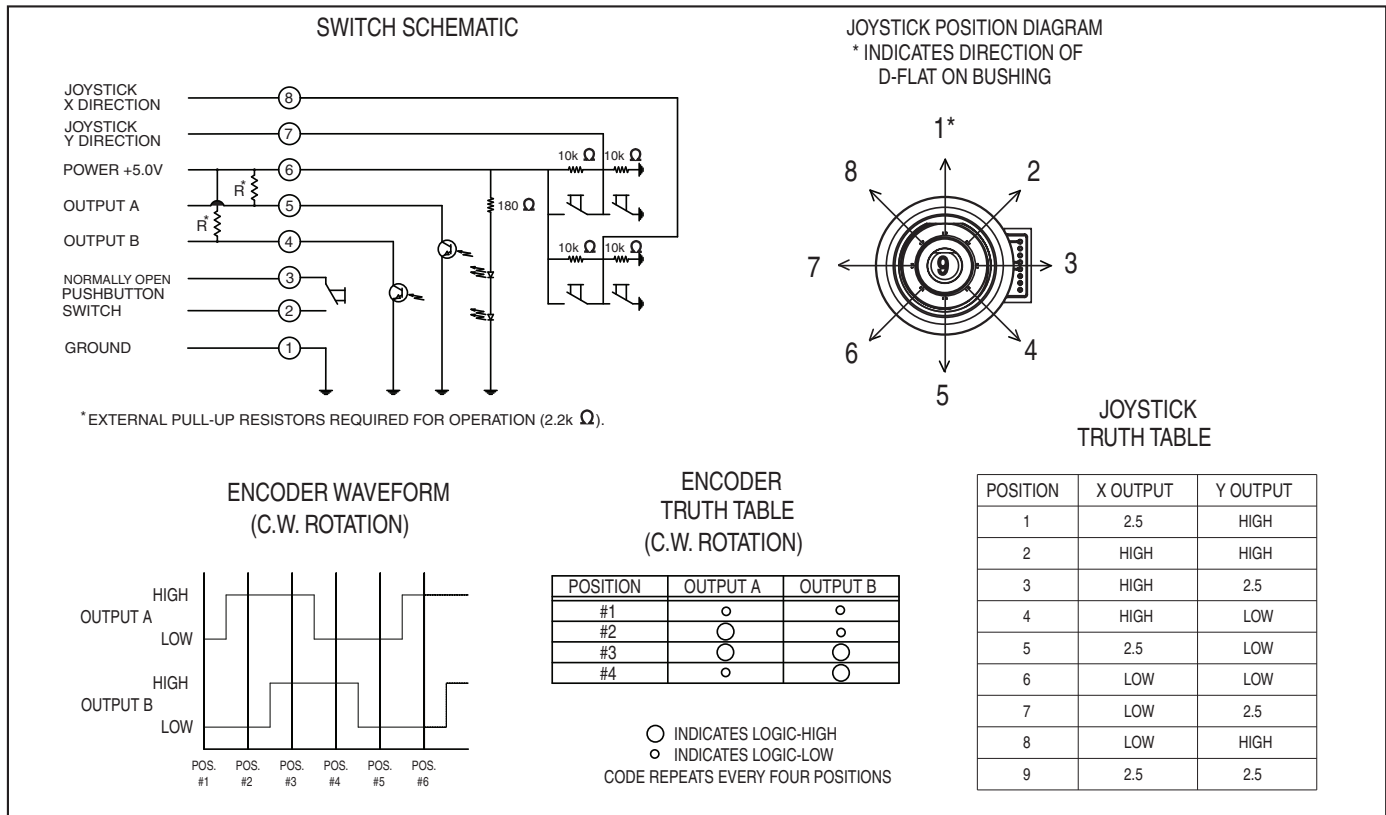 SWITCH SCHEMATIC
JOYSTICK
X DIRECTION
8
JOYSTICK
Y DIRECTION
7
POWER +5.0V
6
10k Ω
10k Ω
R*
OUTPUT A
5
180 Ω
R*
OUTPUT B
4
10k Ω
10k Ω
NORMALLY OPEN
PUSHBUTTON
SWITCH
3
2
GROUND
1
*EXTERNAL PULL-UP RESISTORS REQUIRED FOR OPERATION (2.2k Ω).
JOYSTICK POSITION DIAGRAM
* INDICATES DIRECTION OF
D-FLAT ON BUSHING
1*
8
2
7
9
3
6
4
5
ENCODER WAVEFORM
(C.W. ROTATION)
HIGH
OUTPUT A
LOW
HIGH
OUTPUT B
LOW
POS. POS. POS. POS. POS. POS.
#1 #2 #3 #4 #5 #6
ENCODER
TRUTH TABLE
(C.W. ROTATION)
POSITION OUTPUT A OUTPUT B
#1
#2
#3
#4
INDICATES LOGIC-HIGH
INDICATES LOGIC-LOW
CODE REPEATS EVERY FOUR POSITIONS
JOYSTICK
TRUTH TABLE
POSITION X OUTPUT Y OUTPUT
1 2.5 HIGH
2 HIGH HIGH
3 HIGH 2.5
4 HIGH LOW
5 2.5 LOW
6 LOW LOW
7 LOW 2.5
8 LOW HIGH
9 2.5 2.5